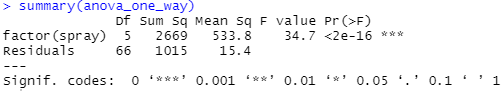 > summary(anova_one_way)
              Df Sum Sq Mean Sq F value Pr(>F)
factor(spray)  5   2669   533.8    34.7 <2e-16 ***
Residuals     66   1015    15.4
---
Signif. codes:  0 ‘***’ 0.001 ‘**’ 0.01 ‘*’ 0.05 ‘.’ 0.1 ‘ ’ 1